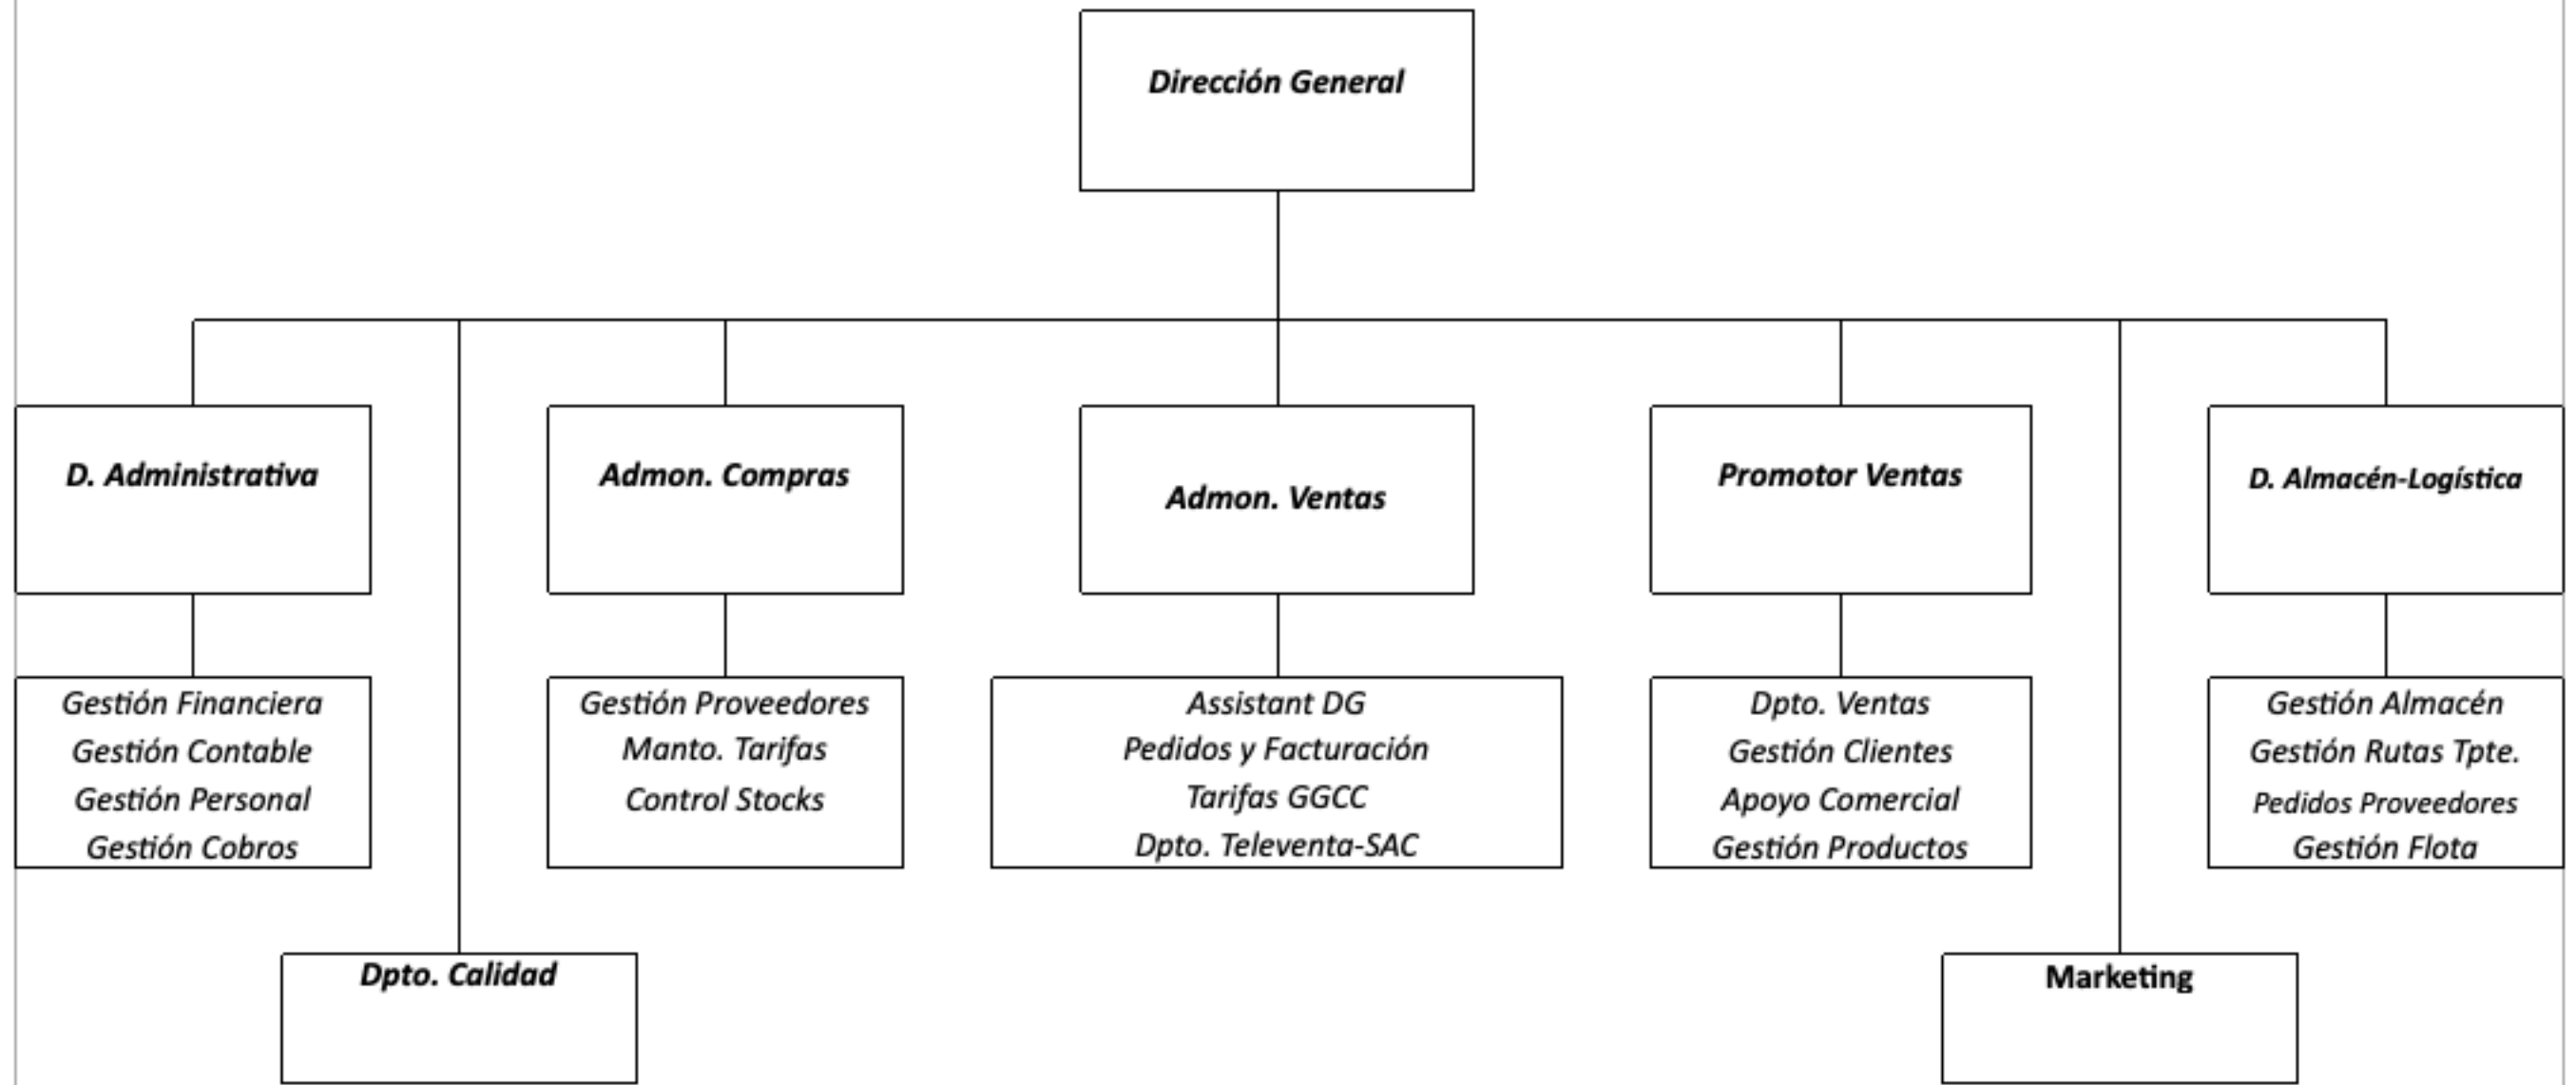 Dirección General
D. Administrativa
Admon. Compras
Admon. Ventas
Promotor Ventas
D. Almacén-Logística
Gestión Financiera
Gestión Contable
Gestión Personal
Gestión Cobros
Gestión Proveedores
Manto. Tarifas
Control Stocks
Assistant DG
Pedidos y Facturación
Tarifas GGCC
Dpto. Televenta-SAC
Dpto. Ventas
Gestión Clientes
Apoyo Comercial
Gestión Productos
Gestión Almacén
Gestión Rutas Tpte.
Pedidos Proveedores
Gestión Flota
Dpto. Calidad
Marketing